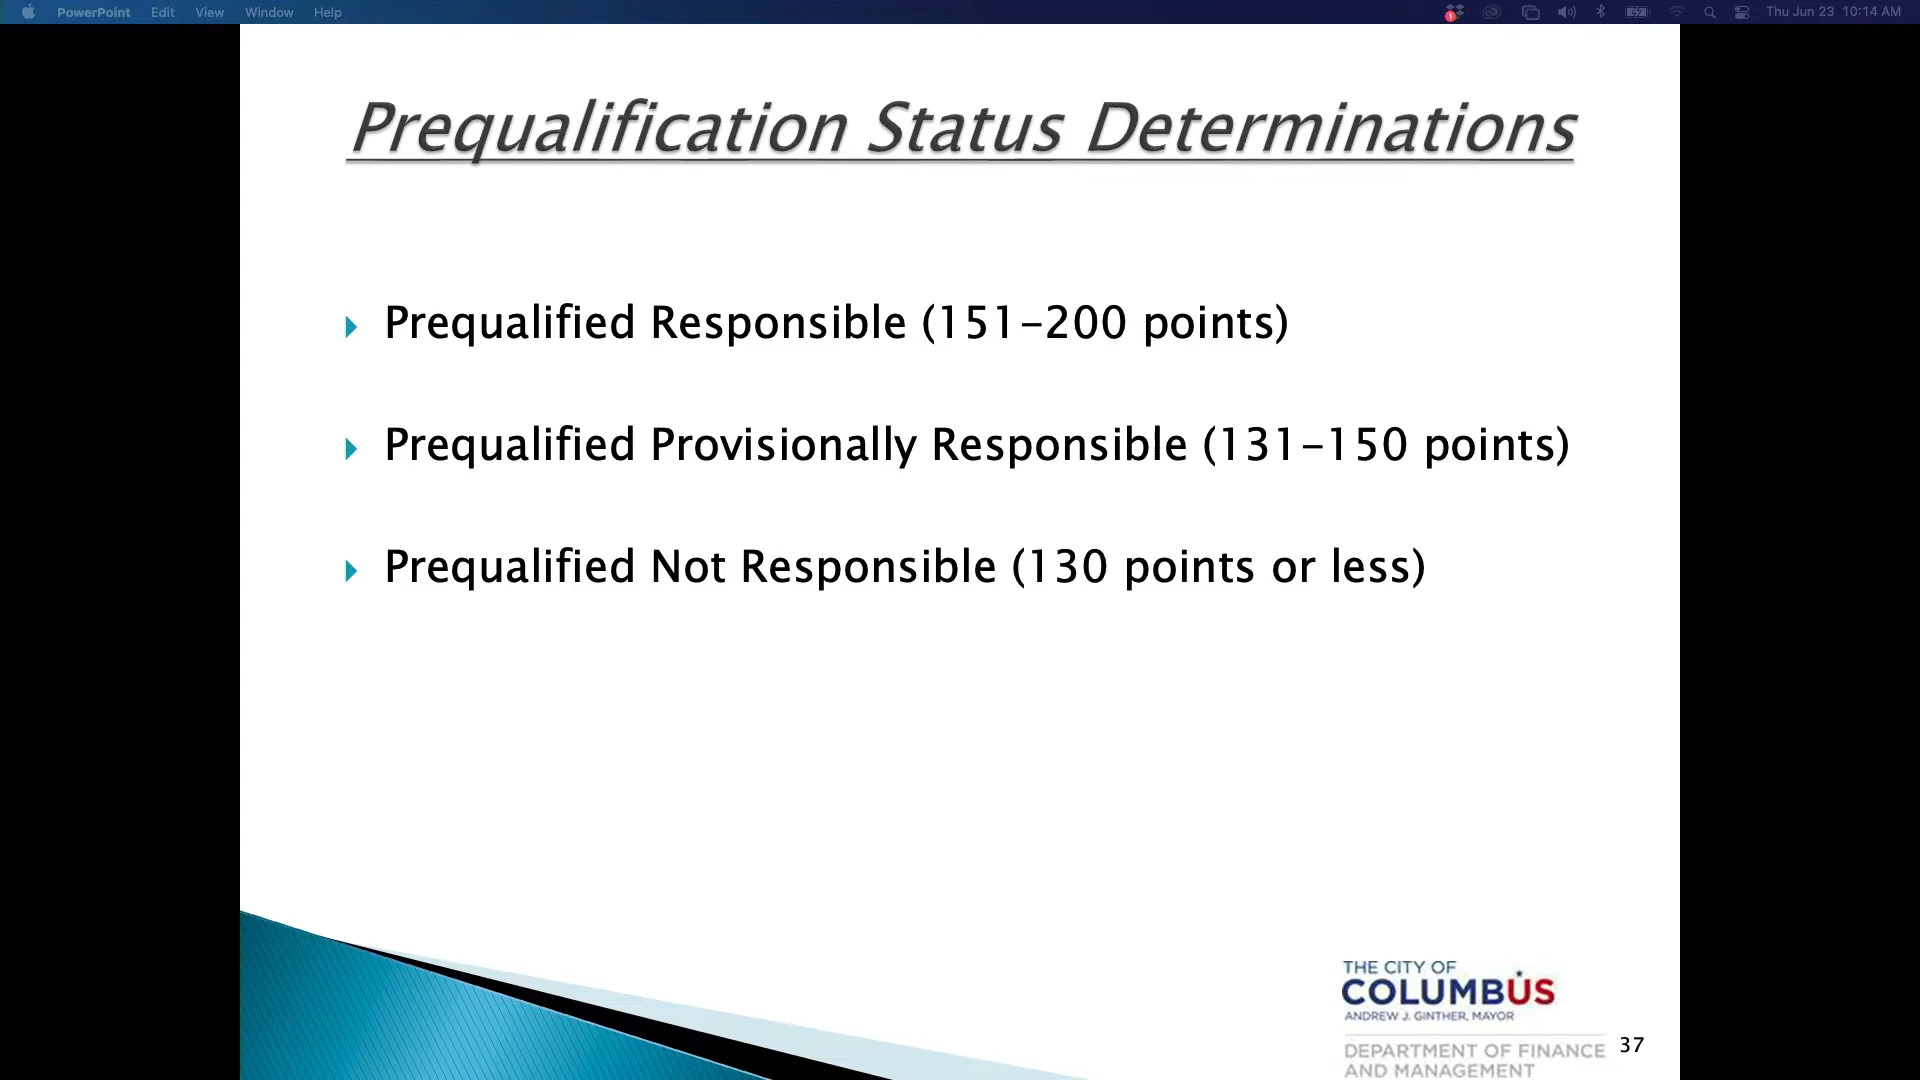 PowerPoint Edit View Window Help 1 Thu Jun 23 10:14 AM
Prequalification Status Determinations
Prequalified Responsible (151-200 points)
Prequalified Provisionally Responsible (131-150 points)
Prequalified Not Responsible (130 points or less)
THE CITY OF
COLUMBUS
ANDREW J. GINTHER, MAYOR
DEPARTMENT OF FINANCE
AND MANAGEMENT
37